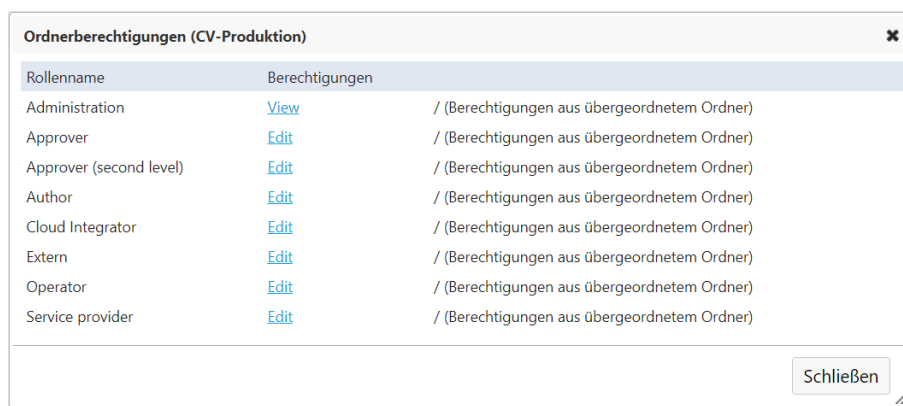 Ordnerberechtigungen (CV-Produktion) ✖
Rollenname Berechtigungen
Administration View / (Berechtigungen aus übergeordnetem Ordner)
Approver Edit / (Berechtigungen aus übergeordnetem Ordner)
Approver (second level) Edit / (Berechtigungen aus übergeordnetem Ordner)
Author Edit / (Berechtigungen aus übergeordnetem Ordner)
Cloud Integrator Edit / (Berechtigungen aus übergeordnetem Ordner)
Extern Edit / (Berechtigungen aus übergeordnetem Ordner)
Operator Edit / (Berechtigungen aus übergeordnetem Ordner)
Service provider Edit / (Berechtigungen aus übergeordnetem Ordner)
Schließen